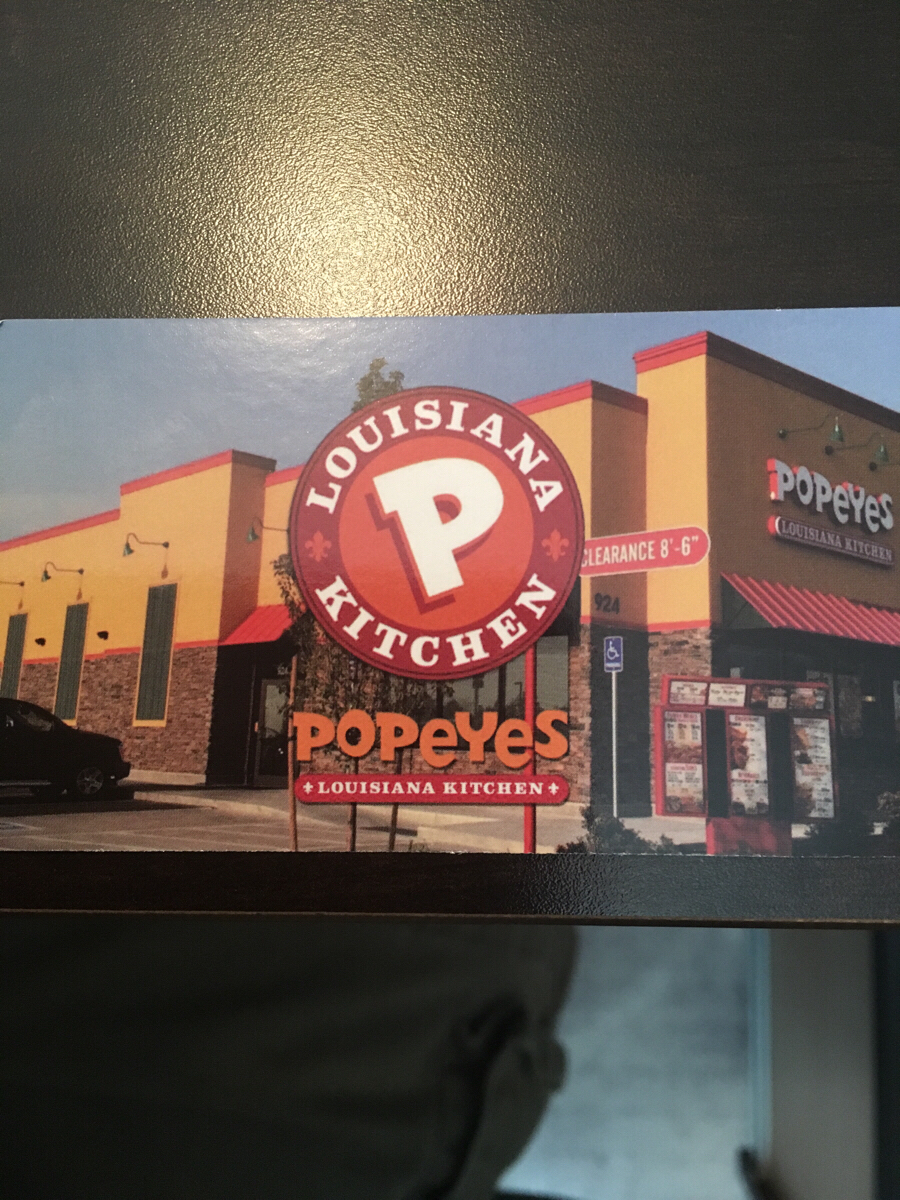 LOUISIANA
P
KITCHEN
POPEYES
LOUISIANA KITCHEN
CLEARANCE 8'-6"
924
POPEYES
LOUISIANA KITCHEN